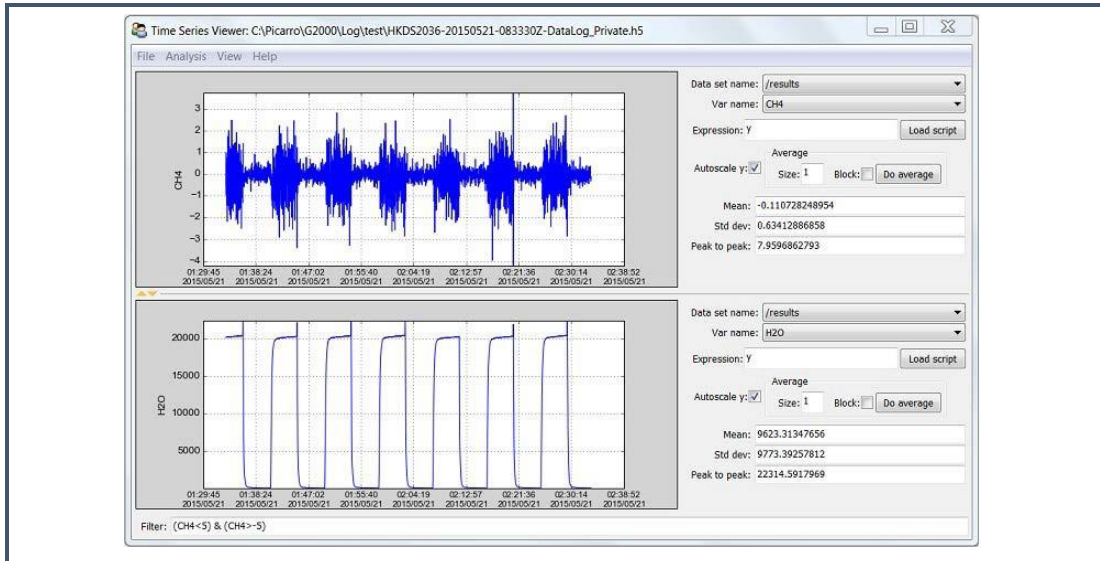 Time Series Viewer: C:\Picarro\G2000\Log\test\HKDS2036-20150521-083330Z-DataLog_Private.h5
File Analysis View Help
3
2
1
0
−1
−2
−3
−4
CH4
01:29:45 01:38:24 01:47:02 01:55:40 02:04:19 02:12:57 02:21:36 02:30:14 02:38:52
2015/05/21 2015/05/21 2015/05/21 2015/05/21 2015/05/21 2015/05/21 2015/05/21 2015/05/21 2015/05/21
Data set name: /results
Var name: CH4
Expression: y Load script
Average
Autoscale y: Size: 1 Block: Do average
Mean: -0.110728248954
Std dev: 0.63412886858
Peak to peak: 7.9596862793
20000
15000
10000
5000
H2O
01:29:45 01:38:24 01:47:02 01:55:40 02:04:19 02:12:57 02:21:36 02:30:14 02:38:52
2015/05/21 2015/05/21 2015/05/21 2015/05/21 2015/05/21 2015/05/21 2015/05/21 2015/05/21 2015/05/21
Data set name: /results
Var name: H2O
Expression: y Load script
Average
Autoscale y: Size: 1 Block: Do average
Mean: 9623.31347656
Std dev: 9773.39257812
Peak to peak: 22314.5917969
Filter: (CH4<5) & (CH4>-5)